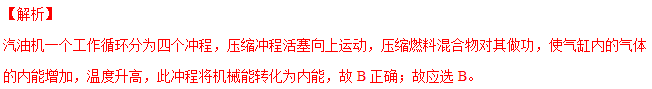 【解析】
汽油机一个工作循环分为四个冲程，压缩冲程活塞向上运动，压缩燃料混合物对其做功，使气缸内的气体
的内能增加，温度升高，此冲程将机械能转化为内能，故 B 正确；故应选 B。